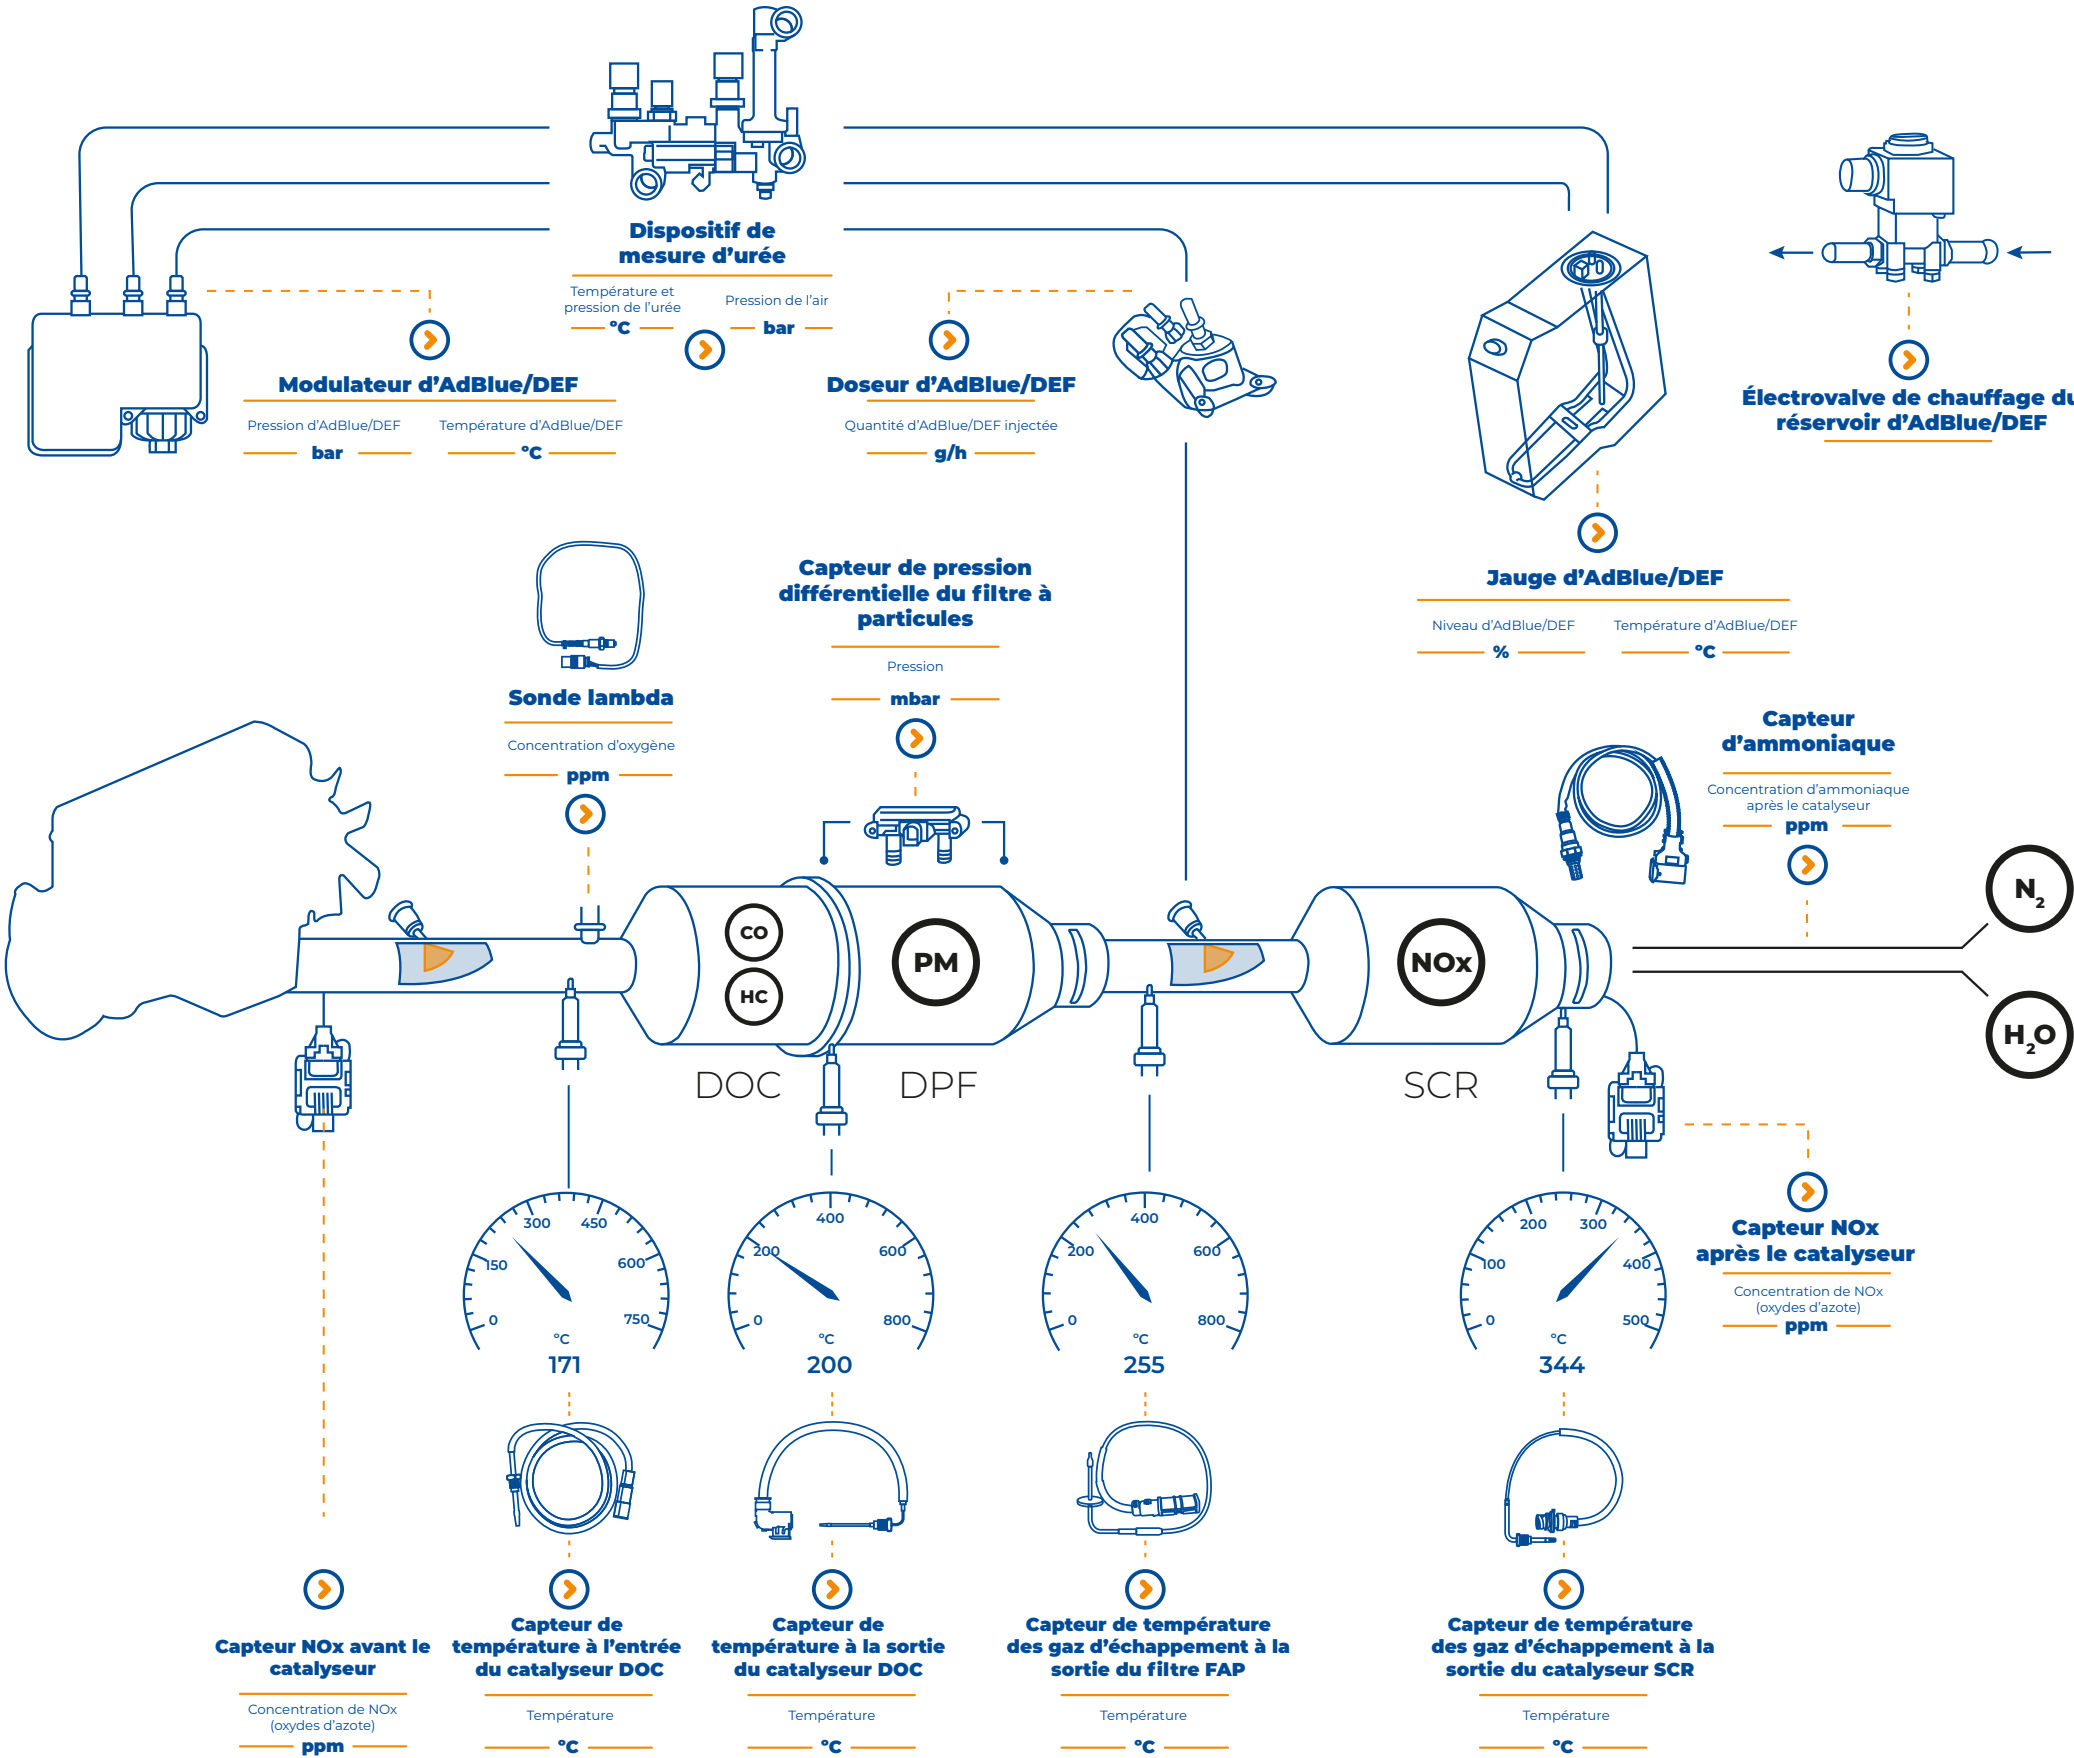 Dispositif de
mesure d'urée
Température et
pression de l'urée
°C
Pression de l'air
bar
Modulateur d'AdBlue/DEF
Pression d'AdBlue/DEF
bar
Température d'AdBlue/DEF
°C
Doseur d'AdBlue/DEF
Quantité d'AdBlue/DEF injectée
g/h
Électrovalve de chauffage du
réservoir d'AdBlue/DEF
Jauge d'AdBlue/DEF
Niveau d'AdBlue/DEF
%
Température d'AdBlue/DEF
°C
Sonde lambda
Concentration d'oxygène
ppm
Capteur de pression
différentielle du filtre à
particules
Pression
mbar
Capteur
d'ammoniaque
Concentration d'ammoniaque
après le catalyseur
ppm
CO
HC
PM
NOx
N2
H2O
DOC
DPF
SCR
0
150
300
450
600
750
°C
171
0
200
400
600
800
°C
200
0
200
400
600
800
°C
255
0
100
200
300
400
500
°C
344
Capteur NOx
après le catalyseur
Concentration de NOx
(oxydes d'azote)
ppm
Capteur NOx avant le
catalyseur
Concentration de NOx
(oxydes d'azote)
ppm
Capteur de
température à l'entrée
du catalyseur DOC
Température
°C
Capteur de
température à la sortie
du catalyseur DOC
Température
°C
Capteur de température
des gaz d'échappement à la
sortie du filtre FAP
Température
°C
Capteur de température
des gaz d'échappement à la
sortie du catalyseur SCR
Température
°C